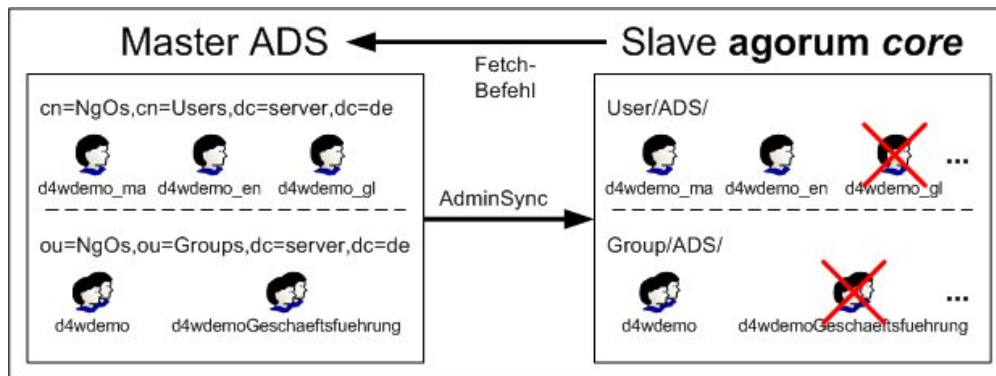 Master ADS
Slave agorum core
Fetch-
Befehl
cn=NgOs,cn=Users,dc=server,dc=de
d4wdemo_ma d4wdemo_en d4wdemo_gl
ou=NgOs,ou=Groups,dc=server,dc=de
d4wdemo d4wdemoGeschaeftsfuehrung
AdminSync
User/ADS/
d4wdemo_ma d4wdemo_en d4wdemo_gl ...
Group/ADS/
d4wdemo d4wdemoGeschaeftsfuehrung ...